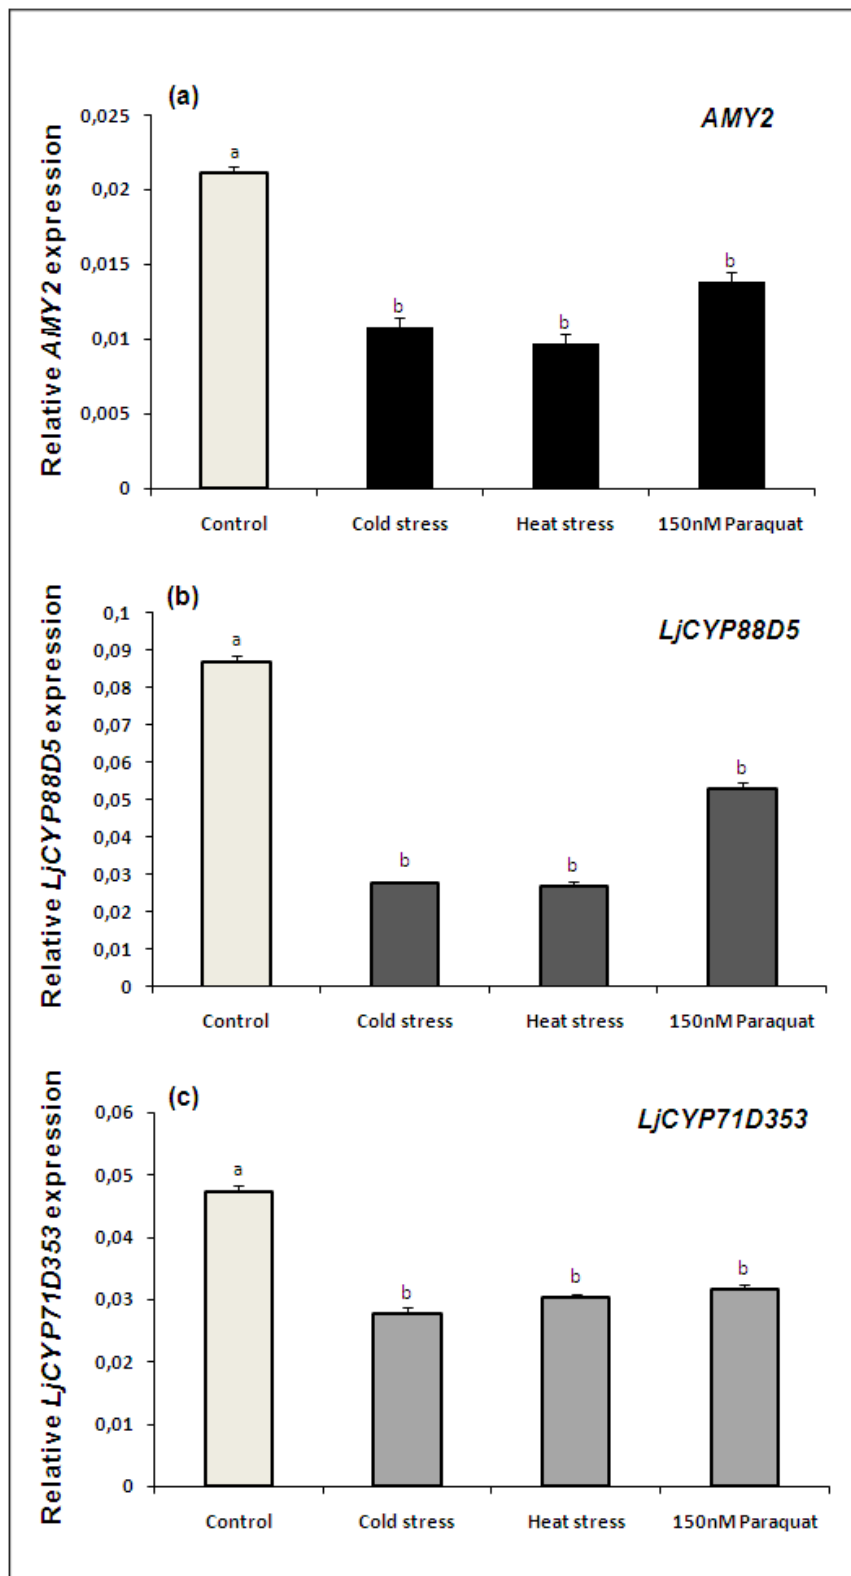 (a)
AMY2
Relative AMY2 expression
0,025
0,02
0,015
0,01
0,005
0
a
b
b
b
Control
Cold stress
Heat stress
150nM Paraquat
(b)
LjCYP88D5
Relative LjCYP88D5 expression
0,1
0,09
0,08
0,07
0,06
0,05
0,04
0,03
0,02
0,01
0
a
b
b
b
Control
Cold stress
Heat stress
150nM Paraquat
(c)
LjCYP71D353
Relative LjCYP71D353 expression
0,06
0,05
0,04
0,03
0,02
0,01
0
a
b
b
b
Control
Cold stress
Heat stress
150nM Paraquat